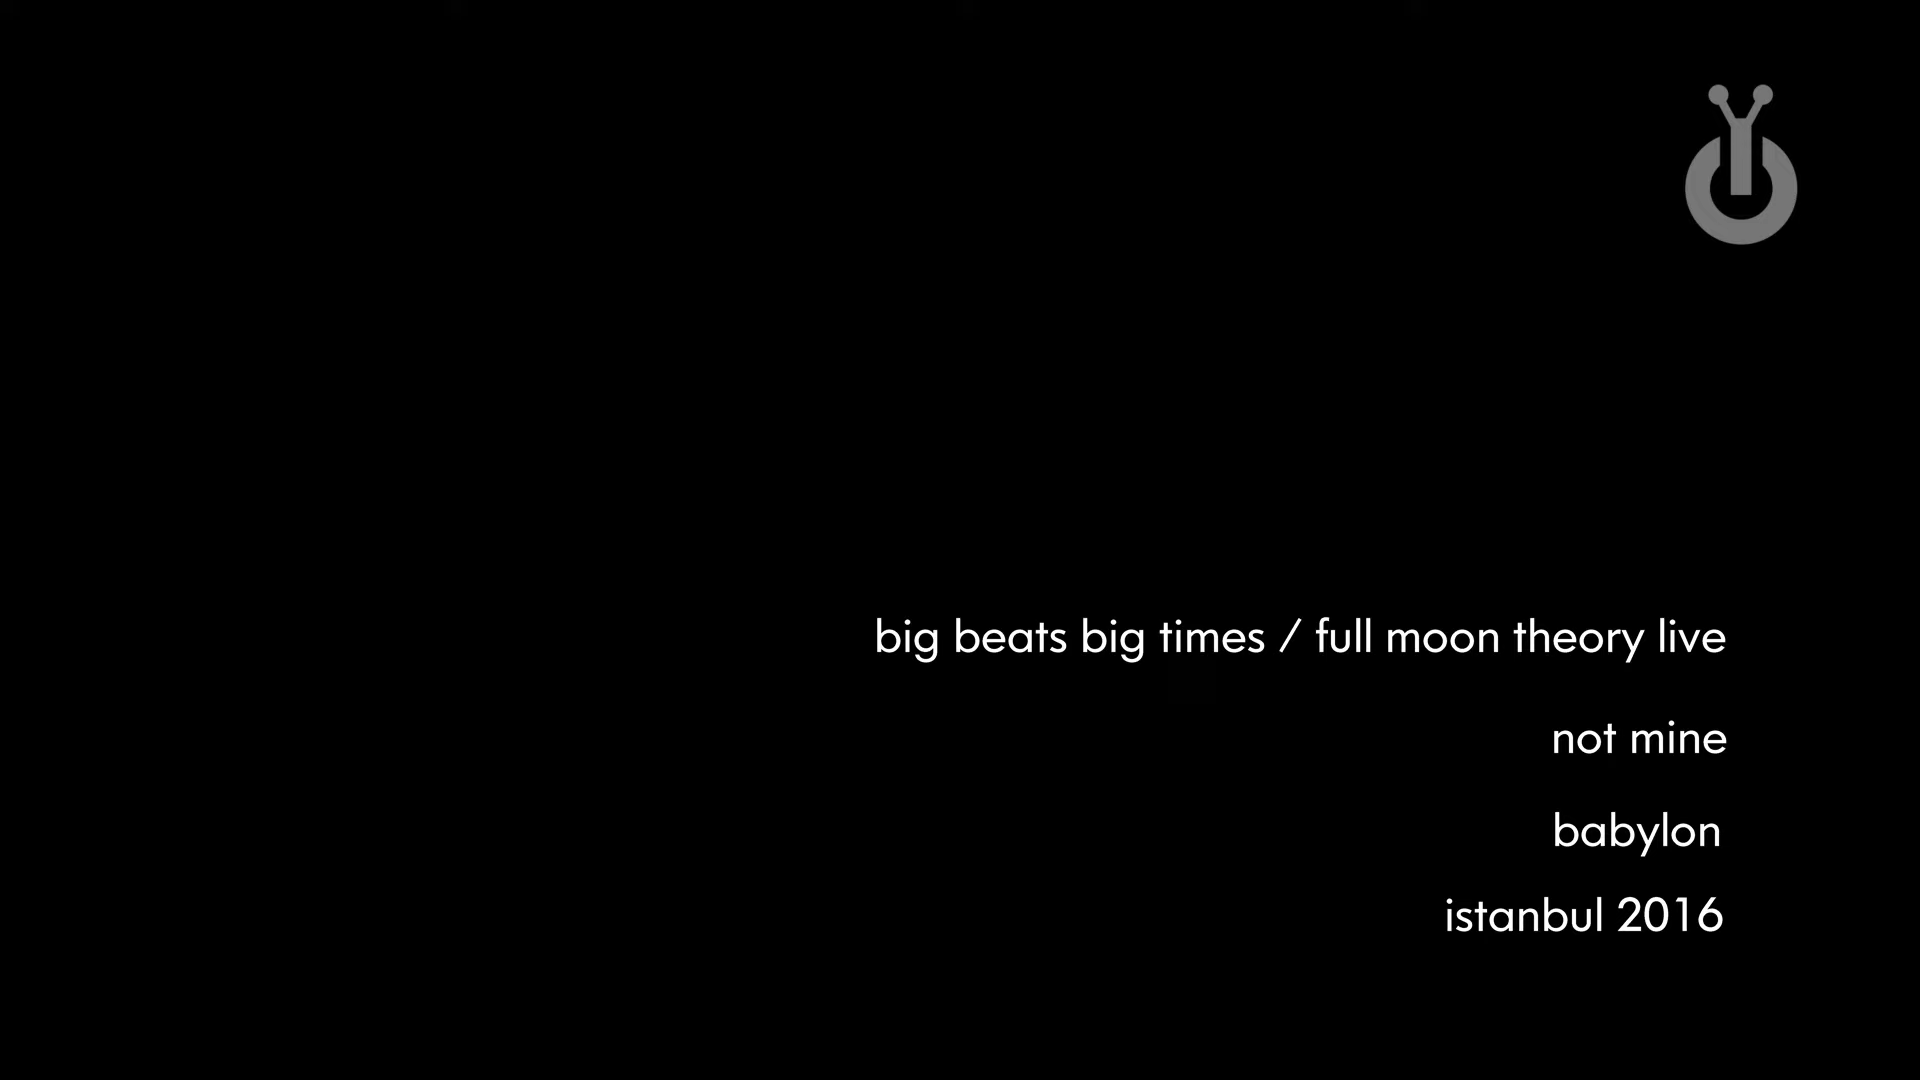 big beats big times / full moon theory live
not mine
babylon
istanbul 2016